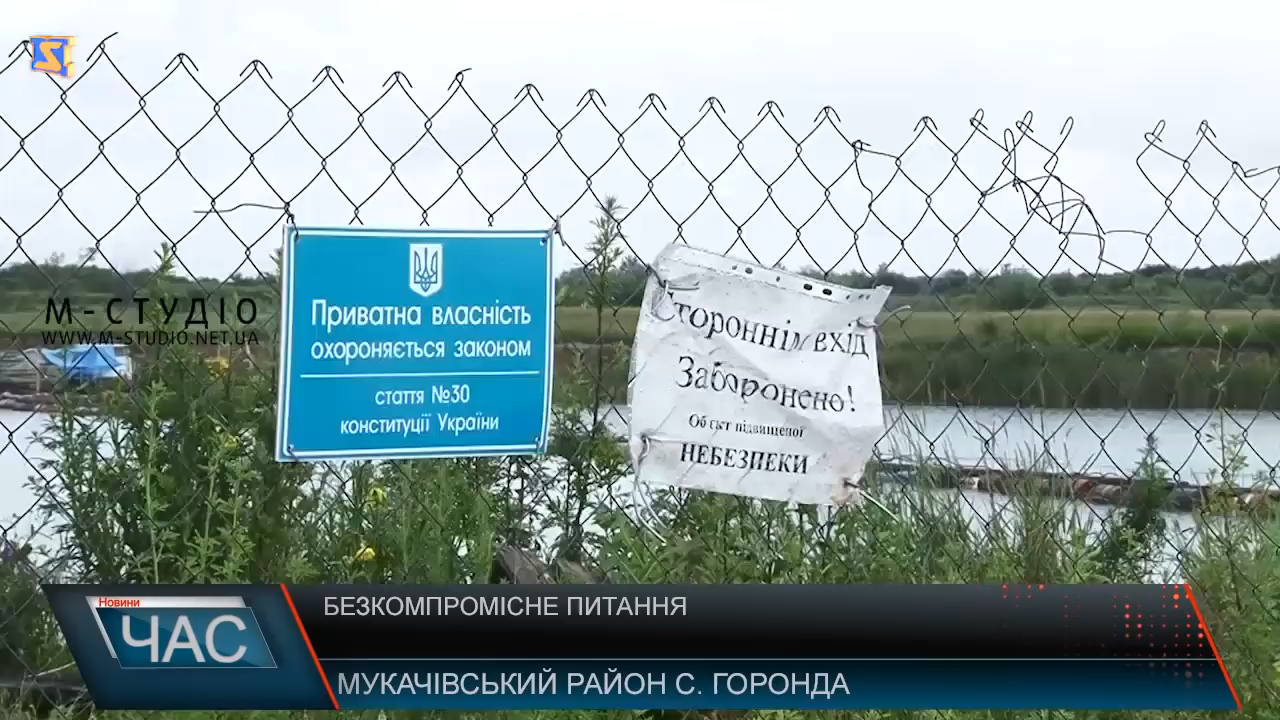 S
М-СТУДІО
WWW.M-STUDIO.NET.UA
Приватна власність
охороняється законом
стаття №30
конституції України
Стороннім вхід
Заборонено!
Об'єкт підвищеної
НЕБЕЗПЕКИ
Новини
ЧАС
БЕЗКОМПРОМІСНЕ ПИТАННЯ
МУКАЧІВСЬКИЙ РАЙОН С. ГОРОНДА